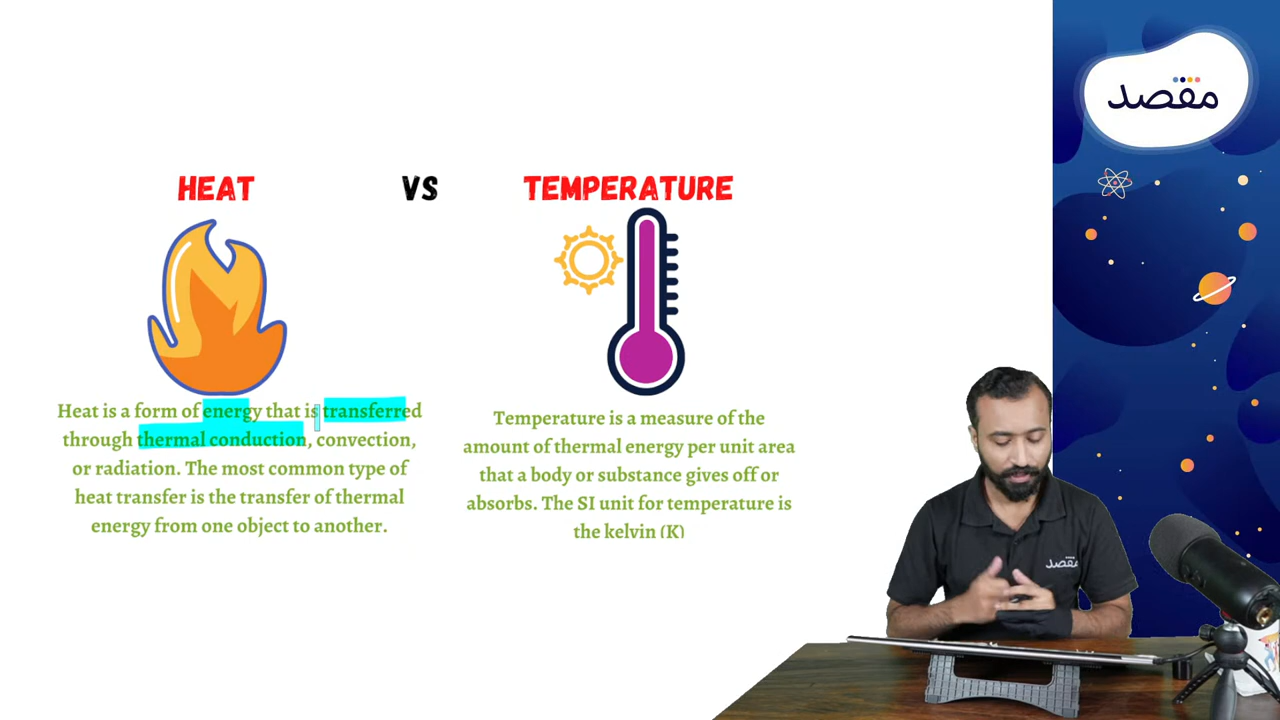 مقصد
HEAT VS TEMPERATURE
Heat is a form of energy that is transferred
through thermal conduction, convection,
or radiation. The most common type of
heat transfer is the transfer of thermal
energy from one object to another.
Temperature is a measure of the
amount of thermal energy per unit area
that a body or substance gives off or
absorbs. The SI unit for temperature is
the kelvin (K)
مقصد